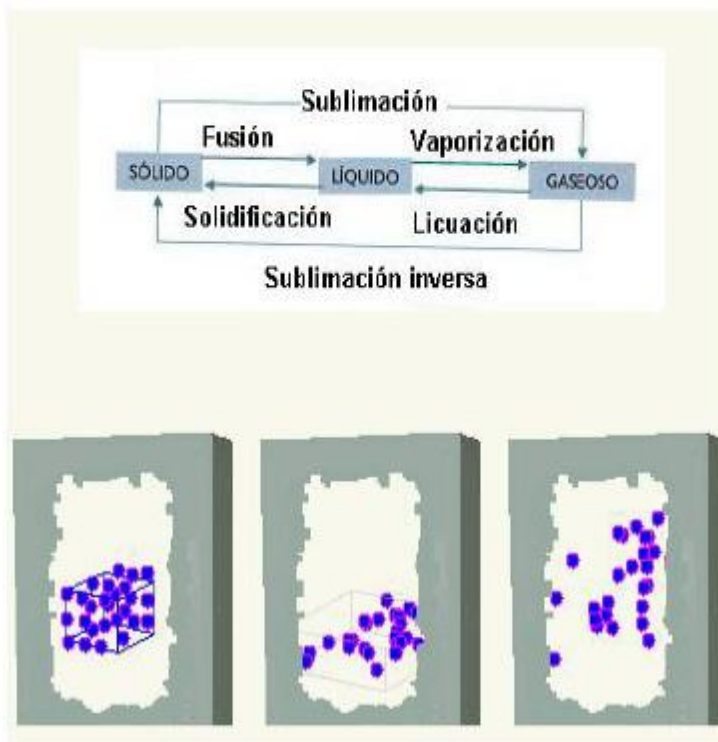 Sublimación
Fusión
Vaporización
SÓLIDO
LÍQUIDO
GASEOSO
Solidificación
Licuación
Sublimación inversa